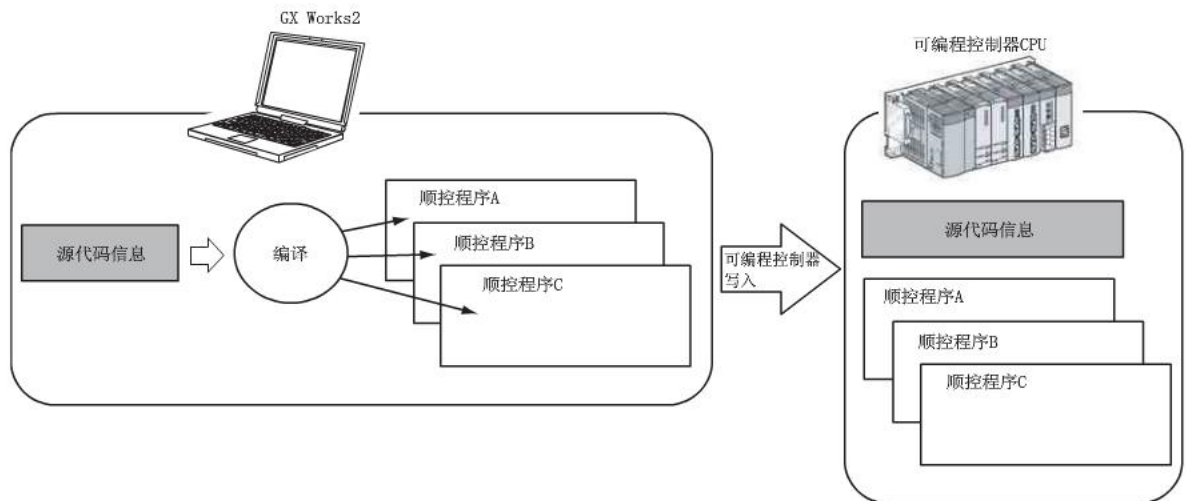 GX Works2
可编程控制器CPU
顺控程序A
顺控程序B
顺控程序C
源代码信息
编译
可编程控制器
写入
源代码信息
顺控程序A
顺控程序B
顺控程序C